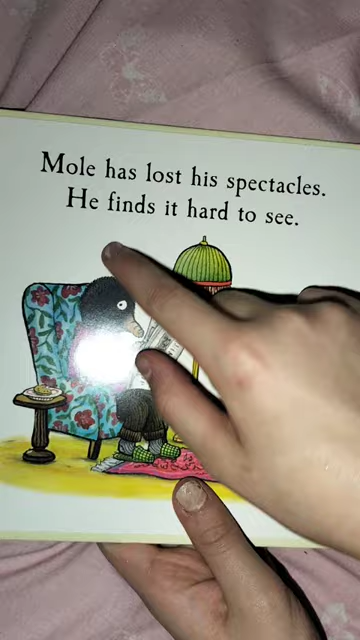 Mole has lost his spectacles.
He finds it hard to see.